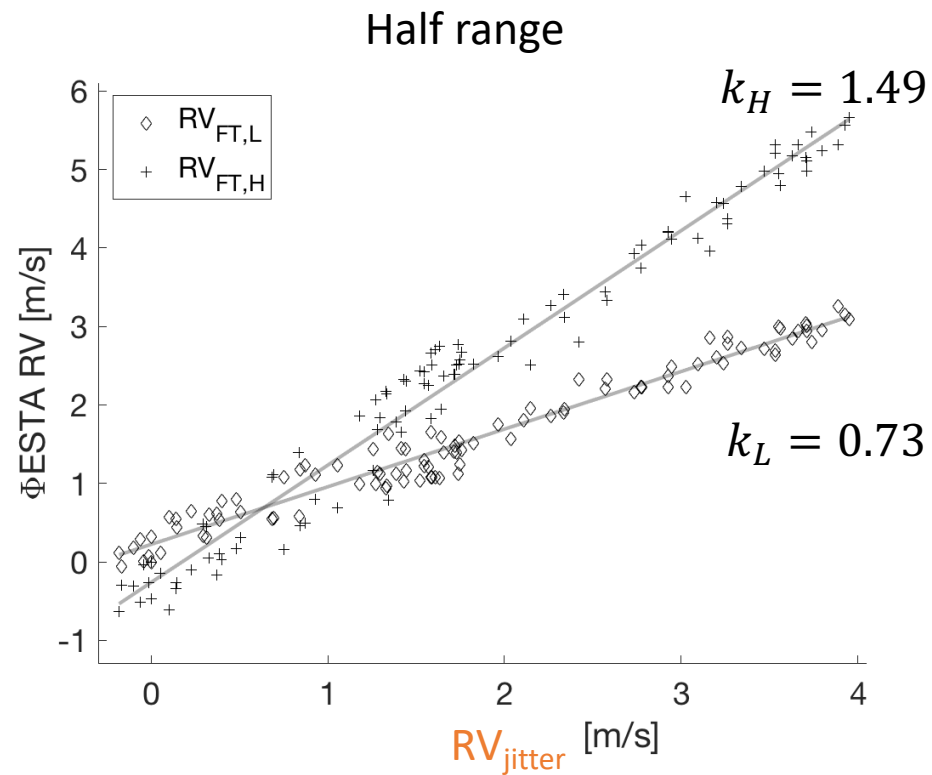 Half range
6
5
4
3
2
1
0
-1
ΦESTA RV [m/s]
RV_FT,L
RV_FT,H
k_H = 1.49
k_L = 0.73
0 1 2 3 4
RV_jitter [m/s]